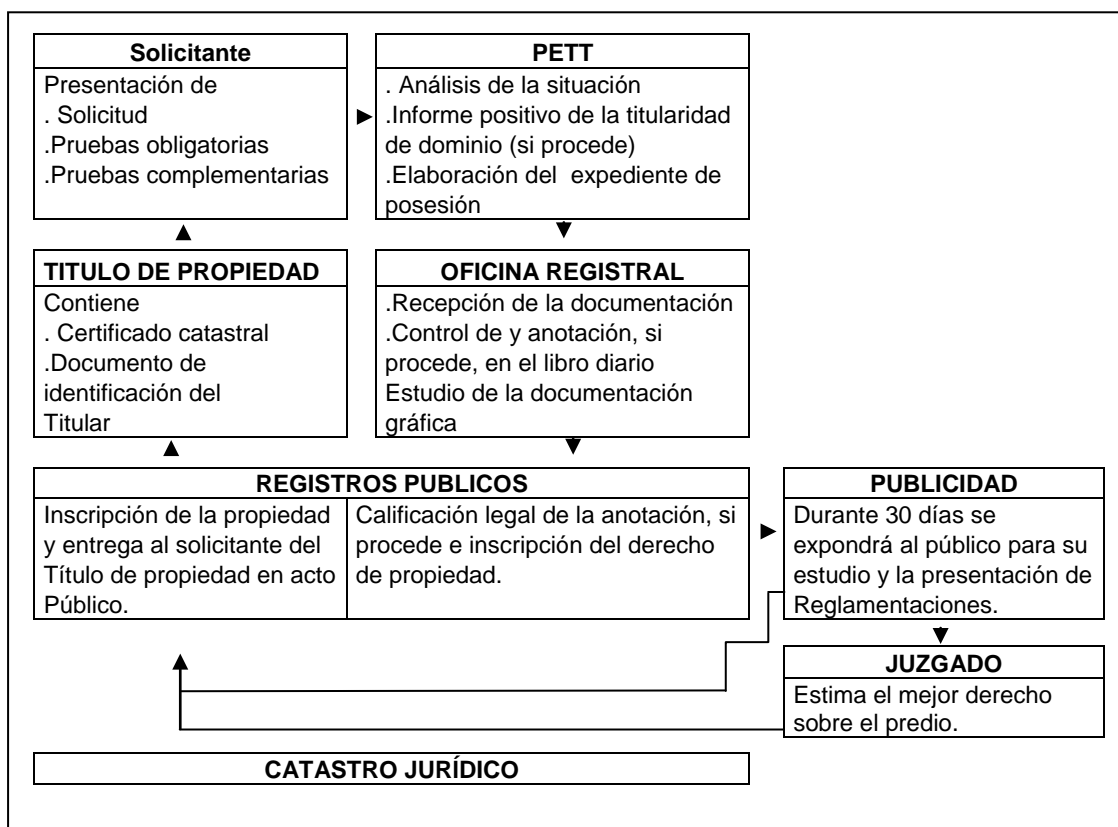 Solicitante
Presentación de
. Solicitud
.Pruebas obligatorias
.Pruebas complementarias
PETT
. Análisis de la situación
.Informe positivo de la titularidad
de dominio (si procede)
.Elaboración del expediente de
posesión
TITULO DE PROPIEDAD
Contiene
. Certificado catastral
.Documento de
identificación del
Titular
OFICINA REGISTRAL
.Recepción de la documentación
.Control de y anotación, si
procede, en el libro diario
Estudio de la documentación
gráfica
REGISTROS PUBLICOS
Inscripción de la propiedad
y entrega al solicitante del
Título de propiedad en acto
Público.
Calificación legal de la anotación, si
procede e inscripción del derecho
de propiedad.
PUBLICIDAD
Durante 30 días se
expondrá al público para su
estudio y la presentación de
Reglamentaciones.
JUZGADO
Estima el mejor derecho
sobre el predio.
CATASTRO JURÍDICO